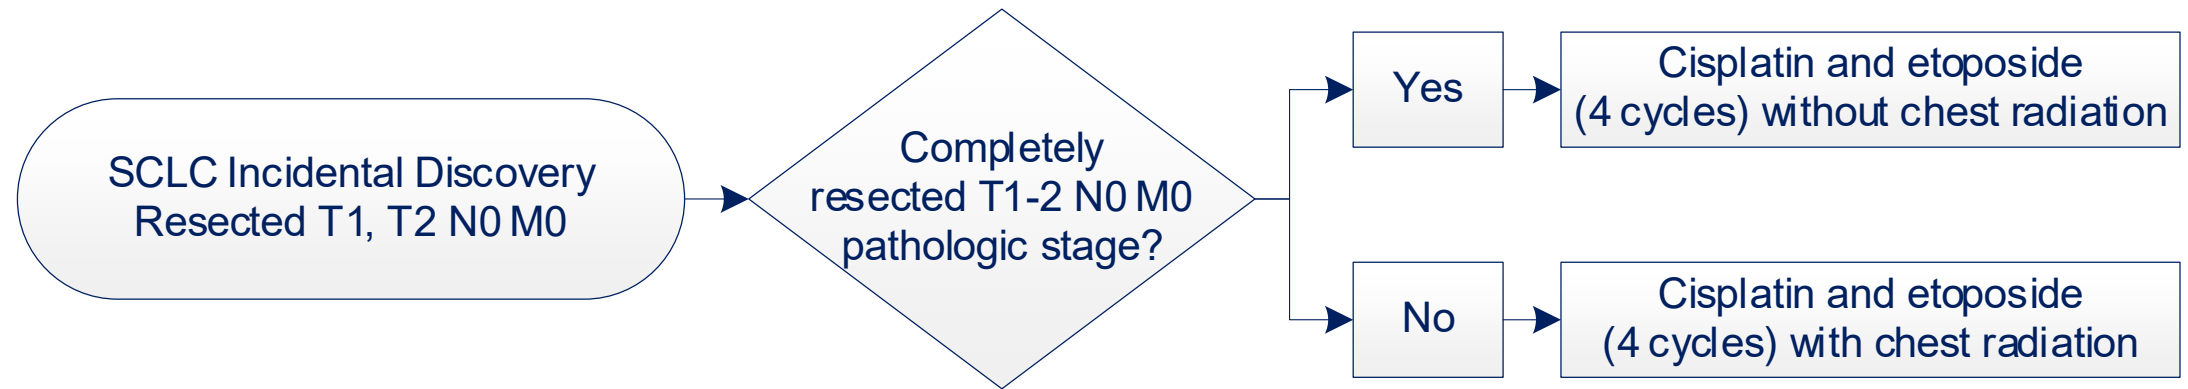 SCLC Incidental Discovery
Resected T1, T2 N0 M0
Completely
resected T1-2 N0 M0
pathologic stage?
Yes
Cisplatin and etoposide
(4 cycles) without chest radiation
No
Cisplatin and etoposide
(4 cycles) with chest radiation